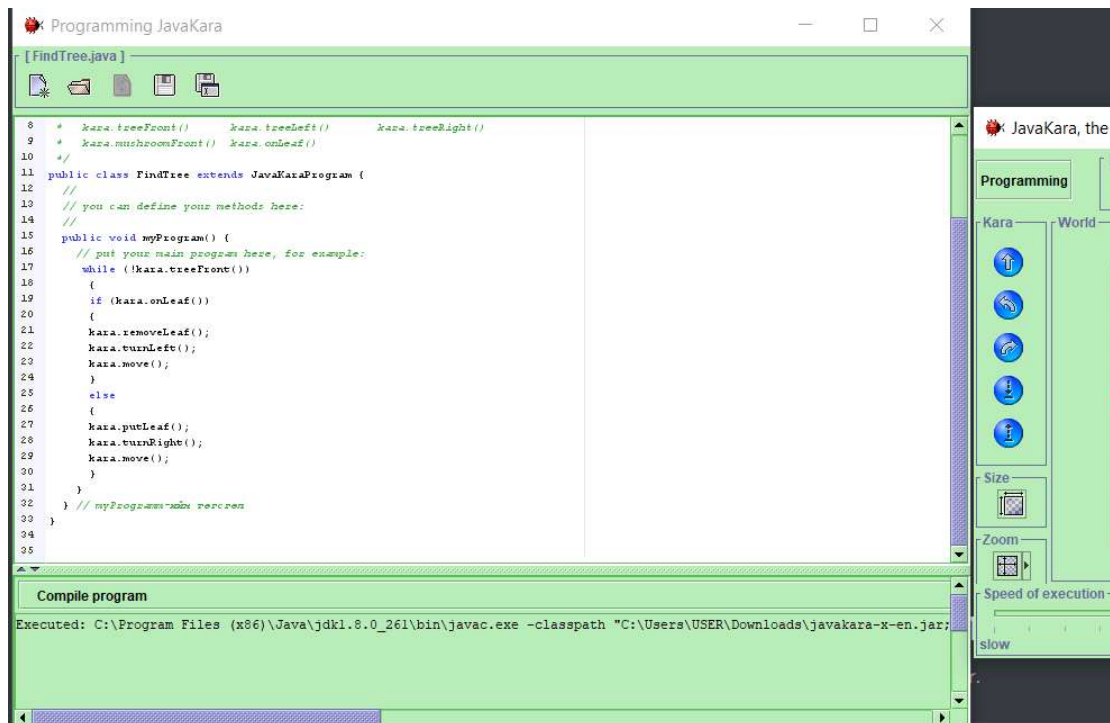 Programming JavaKara
[ FindTree.java ]
8 * kara.treeFront() kara.treeLeft() kara.treeRight()
9 * kara.mushroomFront() kara.onLeaf()
10 */
11 public class FindTree extends JavaKaraProgram {
12 //
13 // you can define your methods here:
14 //
15 public void myProgram() {
16 // put your main program here, for example:
17 while (!kara.treeFront())
18 {
19 if (kara.onLeaf())
20 {
21 kara.removeLeaf();
22 kara.turnLeft();
23 kara.move();
24 }
25 else
26 {
27 kara.putLeaf();
28 kara.turnRight();
29 kara.move();
30 }
31 }
32 } // myProgramm-ийн төгсгөл
33 }
34
35
Compile program
Executed: C:\Program Files (x86)\Java\jdk1.8.0_261\bin\javac.exe -classpath "C:\Users\USER\Downloads\javakara-x-en.jar;
JavaKara, the
Programming
Kara
World
Size
Zoom
Speed of execution
slow
r.